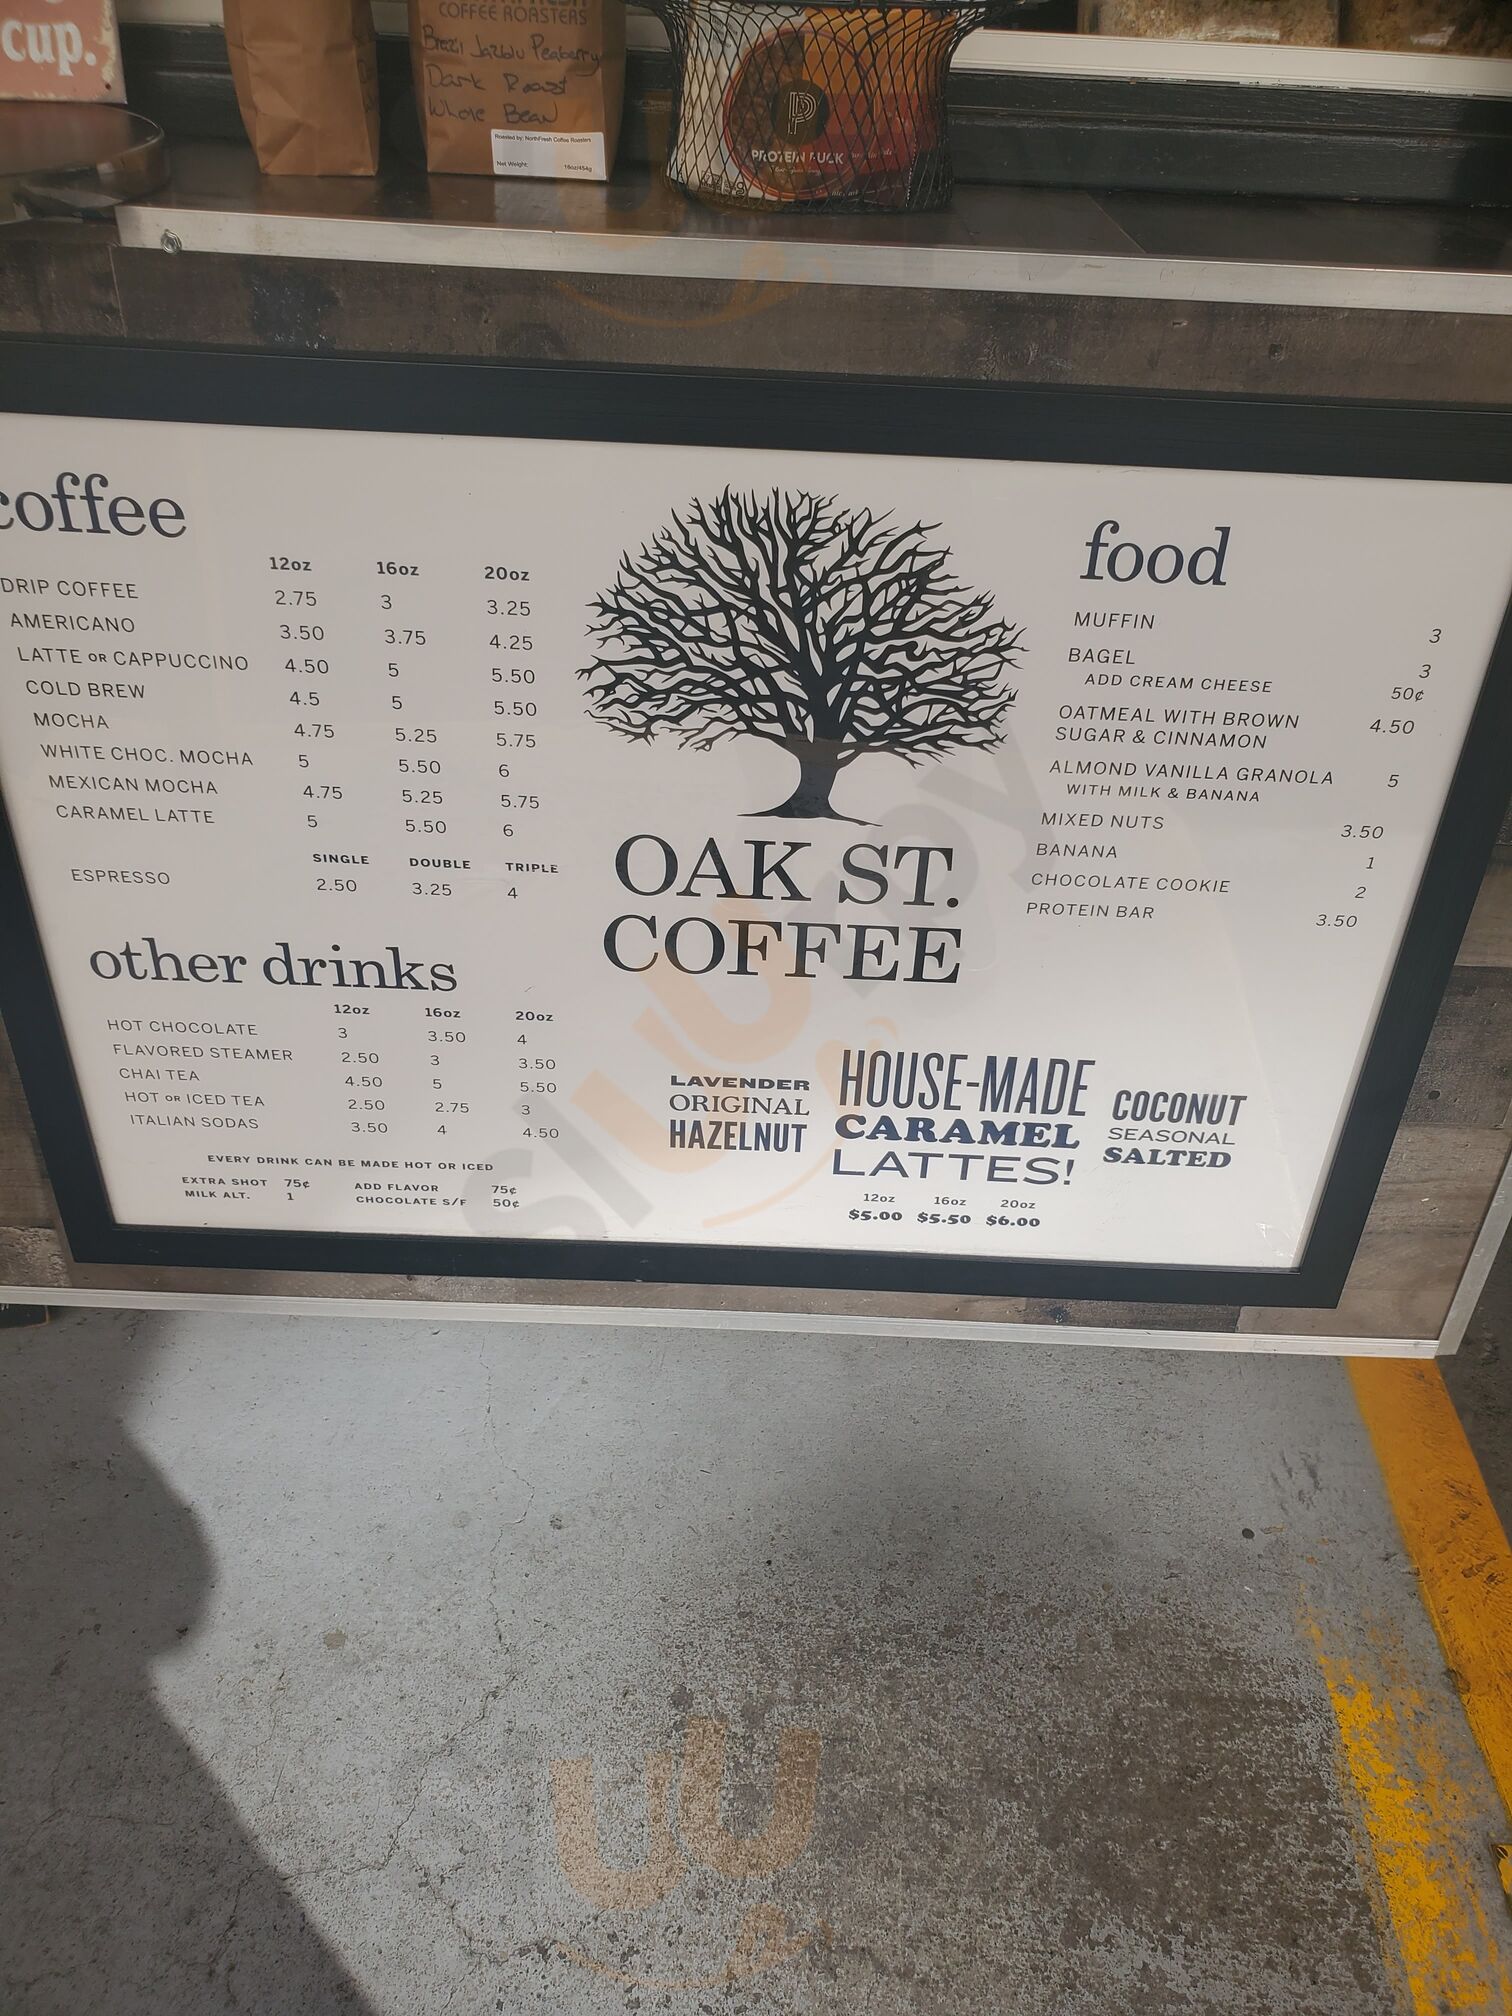 cup.
COFFEE ROASTERS
Brazil Jazblu Peaberry
Dark Roast
Whole Bean
Roasted by: NorthFresh Coffee Roasters
Net Weight: 16oz/454g
PROTEIN PUCK
coffee
12oz 16oz 20oz
DRIP COFFEE 2.75 3 3.25
AMERICANO 3.50 3.75 4.25
LATTE OR CAPPUCCINO 4.50 5 5.50
COLD BREW 4.5 5 5.50
MOCHA 4.75 5.25 5.75
WHITE CHOC. MOCHA 5 5.50 6
MEXICAN MOCHA 4.75 5.25 5.75
CARAMEL LATTE 5 5.50 6
SINGLE DOUBLE TRIPLE
ESPRESSO 2.50 3.25 4
other drinks
12oz 16oz 20oz
HOT CHOCOLATE 3 3.50 4
FLAVORED STEAMER 2.50 3 3.50
CHAI TEA 4.50 5 5.50
HOT OR ICED TEA 2.50 2.75 3
ITALIAN SODAS 3.50 4 4.50
EVERY DRINK CAN BE MADE HOT OR ICED
EXTRA SHOT 75¢ ADD FLAVOR 75¢
MILK ALT. 1 CHOCOLATE S/F 50¢
OAK ST.
COFFEE
food
MUFFIN 3
BAGEL 3
ADD CREAM CHEESE 50¢
OATMEAL WITH BROWN 4.50
SUGAR & CINNAMON
ALMOND VANILLA GRANOLA 5
WITH MILK & BANANA
MIXED NUTS 3.50
BANANA 1
CHOCOLATE COOKIE 2
PROTEIN BAR 3.50
LAVENDER
ORIGINAL
HAZELNUT
HOUSE-MADE
CARAMEL
LATTES!
12oz 16oz 20oz
$5.00 $5.50 $6.00
COCONUT
SEASONAL
SALTED
sluurpy